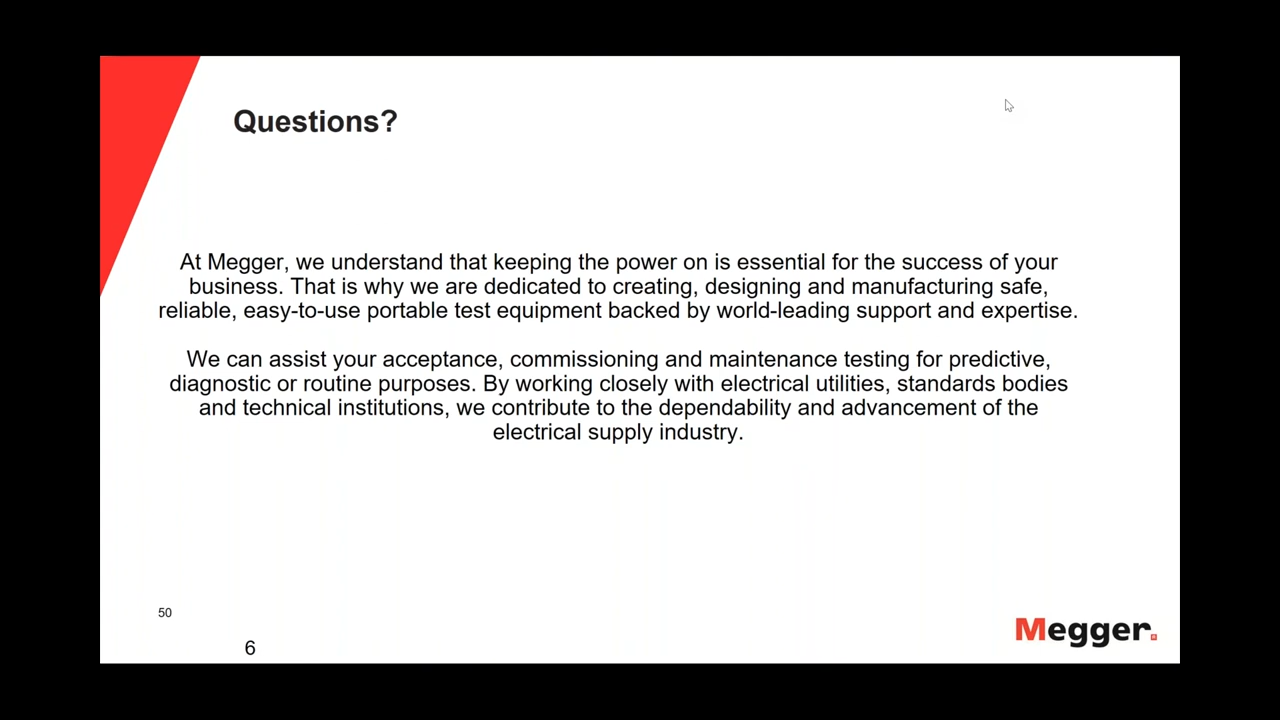 Questions?
At Megger, we understand that keeping the power on is essential for the success of your
business. That is why we are dedicated to creating, designing and manufacturing safe,
reliable, easy-to-use portable test equipment backed by world-leading support and expertise.
We can assist your acceptance, commissioning and maintenance testing for predictive,
diagnostic or routine purposes. By working closely with electrical utilities, standards bodies
and technical institutions, we contribute to the dependability and advancement of the
electrical supply industry.
50
6
Megger.